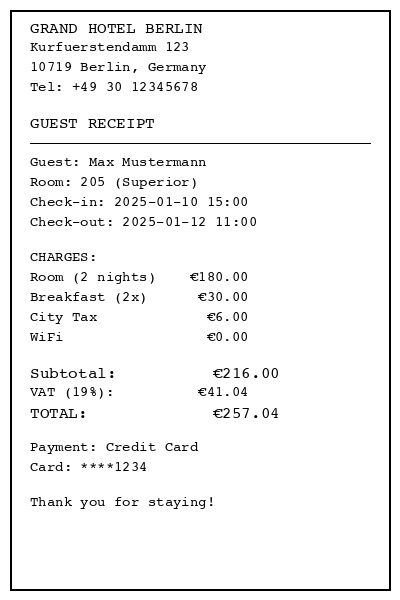 GRAND HOTEL BERLIN
Kurfuerstendamm 123
10719 Berlin, Germany
Tel: +49 30 12345678
GUEST RECEIPT
Guest: Max Mustermann
Room: 205 (Superior)
Check-in: 2025-01-10 15:00
Check-out: 2025-01-12 11:00
CHARGES:
Room (2 nights) €180.00
Breakfast (2x) €30.00
City Tax €6.00
WiFi €0.00
Subtotal: €216.00
VAT (19%): €41.04
TOTAL: €257.04
Payment: Credit Card
Card: ****1234
Thank you for staying!